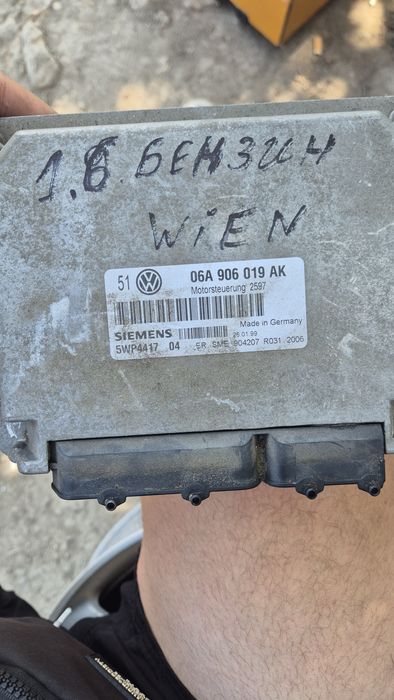 1.6 БЕНЗИН
WiEN
51 VW 06A 906 019 AK
Motorsteuerung 2597
Made in Germany
SIEMENS 26.01.99
5WP4417 04 .ER. SME 904207 R031.2006